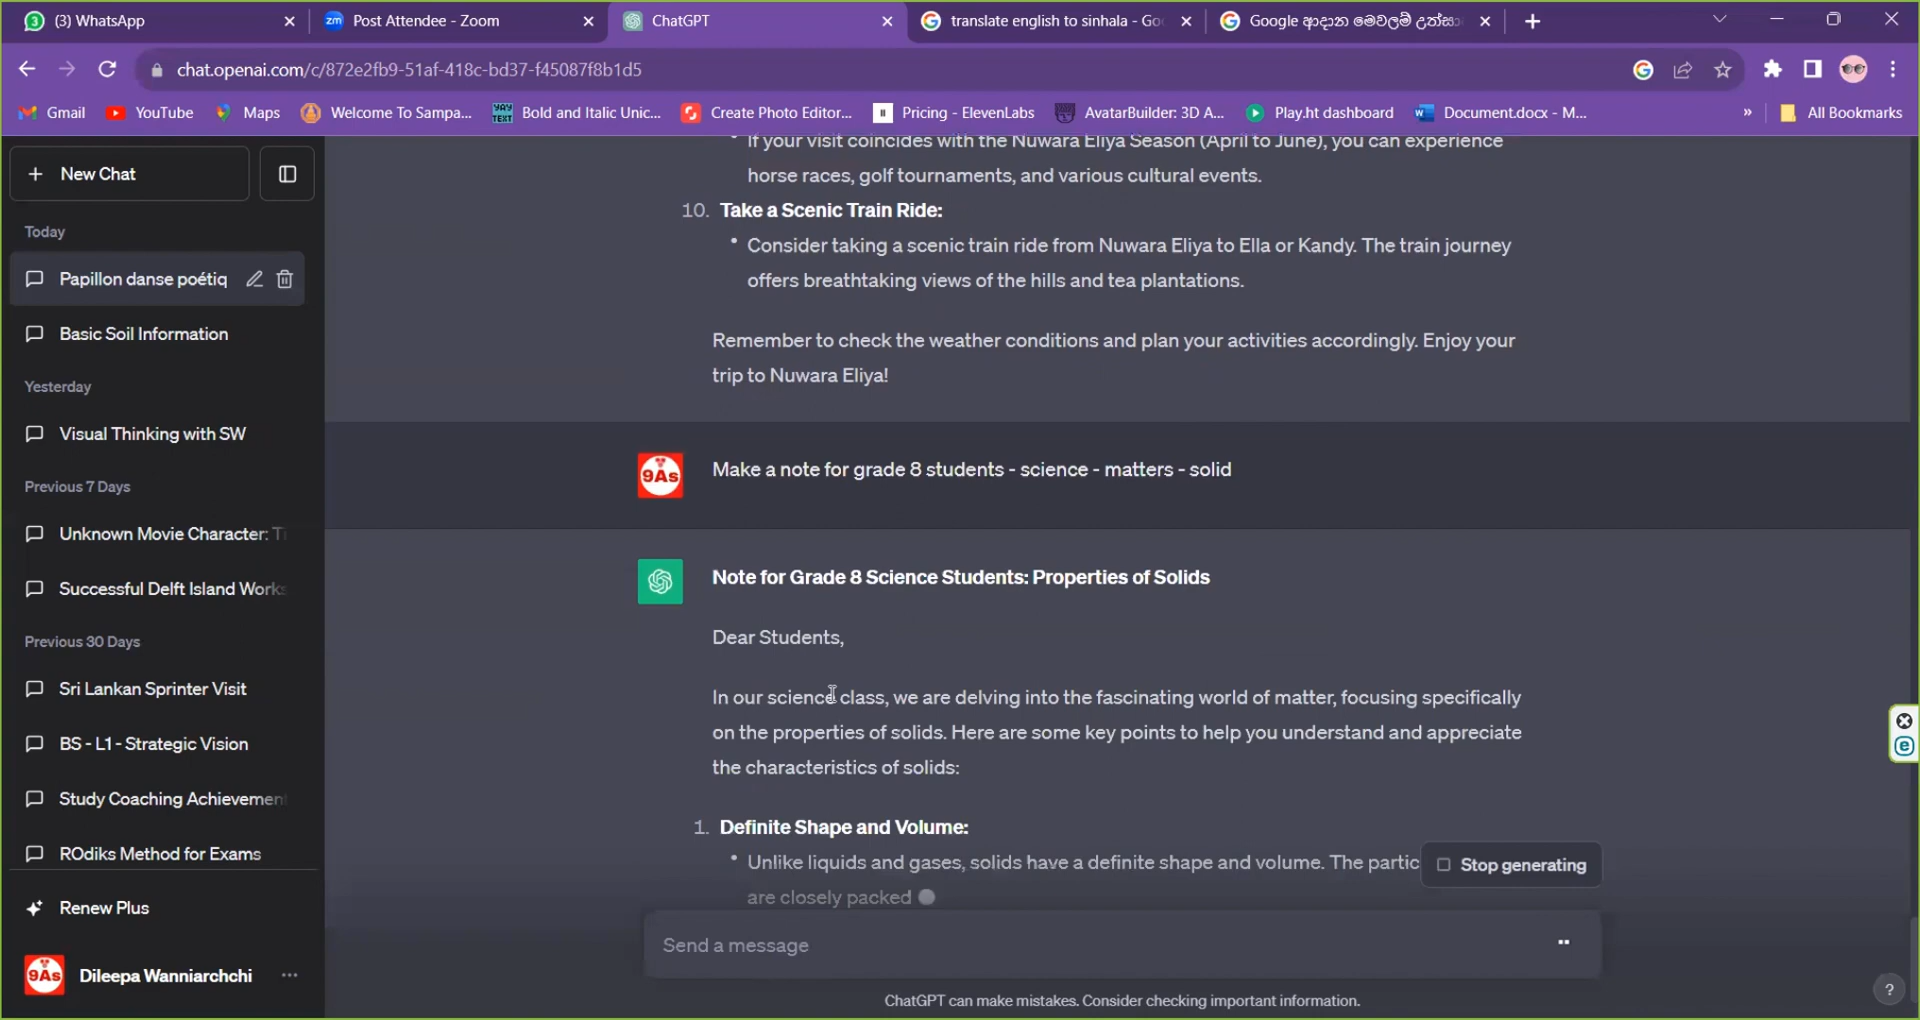 (3) WhatsApp
Post Attendee - Zoom
ChatGPT
translate english to sinhala - Go
Google ආදාන මෙවලම් උත්සා
chat.openai.com/c/872e2fb9-51af-418c-bd37-f45087f8b1d5
Gmail
YouTube
Maps
Welcome To Sampa...
Bold and Italic Unic...
Create Photo Editor...
Pricing - ElevenLabs
AvatarBuilder: 3D A...
Play.ht dashboard
Document.docx - M...
»
All Bookmarks
New Chat
Today
Papillon danse poétiq
Basic Soil Information
Yesterday
Visual Thinking with SW
Previous 7 Days
Unknown Movie Character: T
Successful Delft Island Works
Previous 30 Days
Sri Lankan Sprinter Visit
BS - L1 - Strategic Vision
Study Coaching Achievement
ROdiks Method for Exams
Renew Plus
9As
Dileepa Wanniarchchi
If your visit coincides with the Nuwara Eliya Season (April to June), you can experience
horse races, golf tournaments, and various cultural events.
10. Take a Scenic Train Ride:
• Consider taking a scenic train ride from Nuwara Eliya to Ella or Kandy. The train journey
offers breathtaking views of the hills and tea plantations.
Remember to check the weather conditions and plan your activities accordingly. Enjoy your
trip to Nuwara Eliya!
9As
Make a note for grade 8 students - science - matters - solid
Note for Grade 8 Science Students: Properties of Solids
Dear Students,
In our science class, we are delving into the fascinating world of matter, focusing specifically
on the properties of solids. Here are some key points to help you understand and appreciate
the characteristics of solids:
1. Definite Shape and Volume:
• Unlike liquids and gases, solids have a definite shape and volume. The partic
are closely packed
Stop generating
Send a message
ChatGPT can make mistakes. Consider checking important information.
?